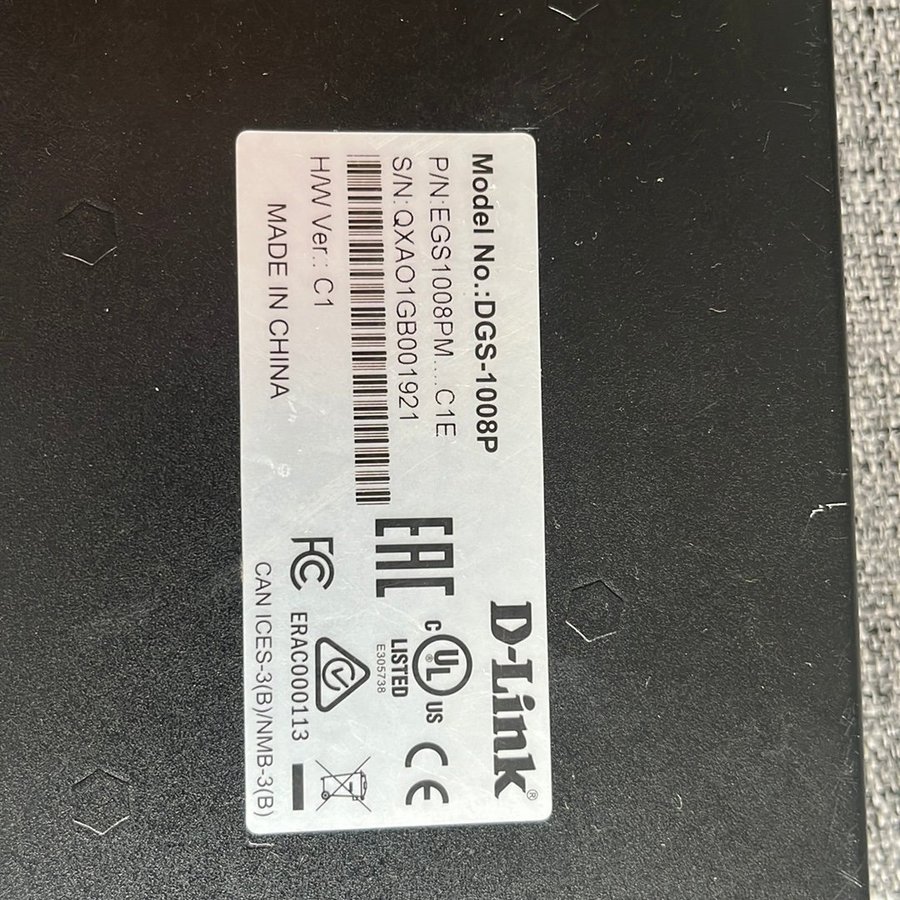 Model No.:DGS-1008P
P/N:EGS1008PM....C1E
S/N:QXAO1GB001921
H/W Ver.: C1
MADE IN CHINA
D-Link®
C UL® US
LISTED
E305738
CE
EAC
FC
ERAC000113
CAN ICES-3(B)/NMB-3(B)